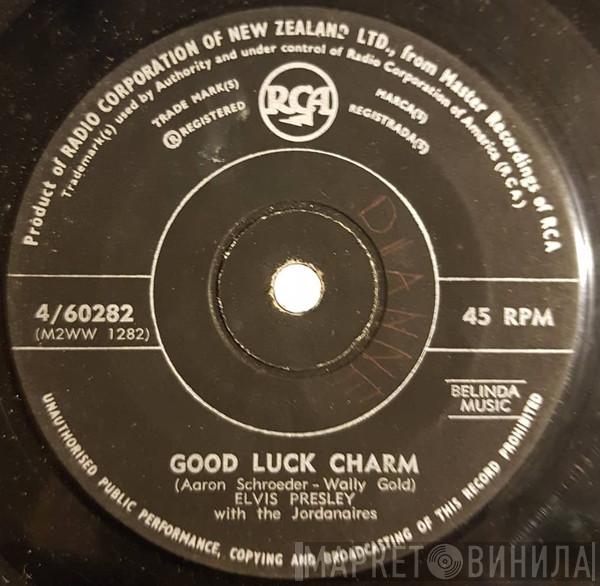 Product of RADIO CORPORATION OF NEW ZEALAND LTD., from Master Recordings of RCA
Trademark(s) used by Authority and under control of Radio Corporation of America (RCA)
TRADE MARK(S)
®REGISTERED
RCA
MARCA(S)
REGISTRADA(S)
DIANNE
4/60282
(M2WW 1282)
45 RPM
BELINDA
MUSIC
GOOD LUCK CHARM
(Aaron Schroeder - Wally Gold)
ELVIS PRESLEY
with the Jordanaires
UNAUTHORISED PUBLIC PERFORMANCE, COPYING AND BROADCASTING OF THIS RECORD PROHIBITED
МАРКЕТ ВИНИЛА